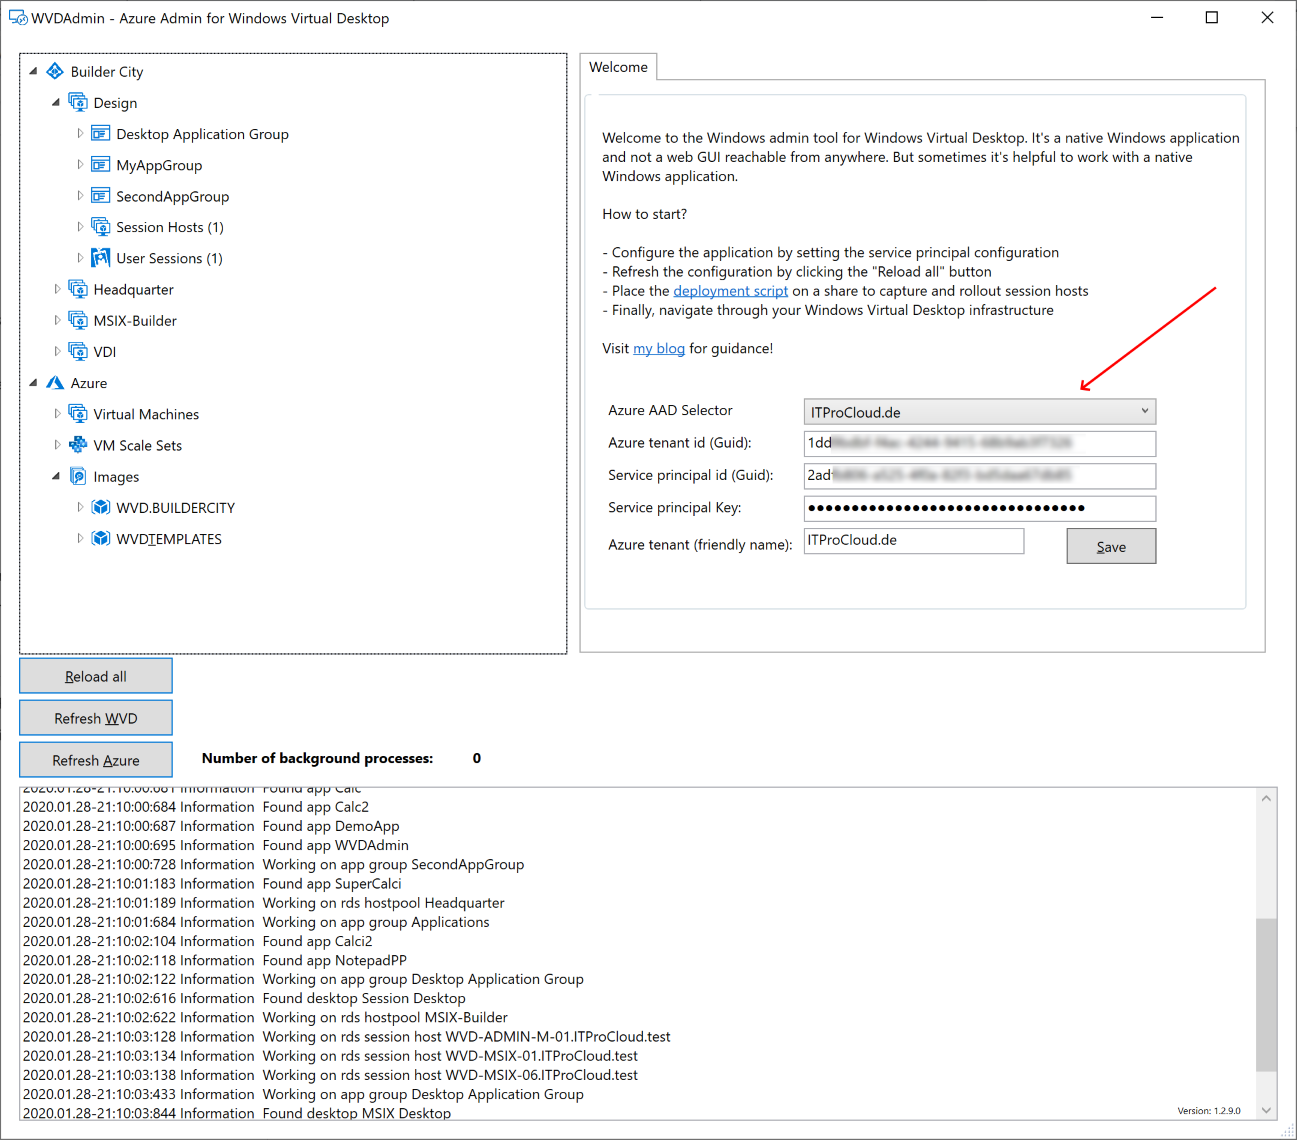 WVDAdmin - Azure Admin for Windows Virtual Desktop
Builder City
Design
Desktop Application Group
MyAppGroup
SecondAppGroup
Session Hosts (1)
User Sessions (1)
Headquarter
MSIX-Builder
VDI
Azure
Virtual Machines
VM Scale Sets
Images
WVD.BUILDERCITY
WVDTEMPLATES
Welcome
Welcome to the Windows admin tool for Windows Virtual Desktop. It's a native Windows application
and not a web GUI reachable from anywhere. But sometimes it's helpful to work with a native
Windows application.
How to start?
- Configure the application by setting the service principal configuration
- Refresh the configuration by clicking the "Reload all" button
- Place the deployment script on a share to capture and rollout session hosts
- Finally, navigate through your Windows Virtual Desktop infrastructure
Visit my blog for guidance!
Azure AAD Selector ITProCloud.de
Azure tenant id (Guid): 1dd
Service principal id (Guid): 2ad
Service principal Key: ●●●●●●●●●●●●●●●●●●●●●●●●●●●●●●●●
Azure tenant (friendly name): ITProCloud.de
Save
Reload all
Refresh WVD
Refresh Azure
Number of background processes: 0
2020.01.28-21:10:00:681 Information Found app Calc
2020.01.28-21:10:00:684 Information Found app Calc2
2020.01.28-21:10:00:687 Information Found app DemoApp
2020.01.28-21:10:00:695 Information Found app WVDAdmin
2020.01.28-21:10:00:728 Information Working on app group SecondAppGroup
2020.01.28-21:10:01:183 Information Found app SuperCalci
2020.01.28-21:10:01:189 Information Working on rds hostpool Headquarter
2020.01.28-21:10:01:684 Information Working on app group Applications
2020.01.28-21:10:02:104 Information Found app Calci2
2020.01.28-21:10:02:118 Information Found app NotepadPP
2020.01.28-21:10:02:122 Information Working on app group Desktop Application Group
2020.01.28-21:10:02:616 Information Found desktop Session Desktop
2020.01.28-21:10:02:622 Information Working on rds hostpool MSIX-Builder
2020.01.28-21:10:03:128 Information Working on rds session host WVD-ADMIN-M-01.ITProCloud.test
2020.01.28-21:10:03:134 Information Working on rds session host WVD-MSIX-01.ITProCloud.test
2020.01.28-21:10:03:138 Information Working on rds session host WVD-MSIX-06.ITProCloud.test
2020.01.28-21:10:03:433 Information Working on app group Desktop Application Group
2020.01.28-21:10:03:844 Information Found desktop MSIX Desktop
Version: 1.2.9.0